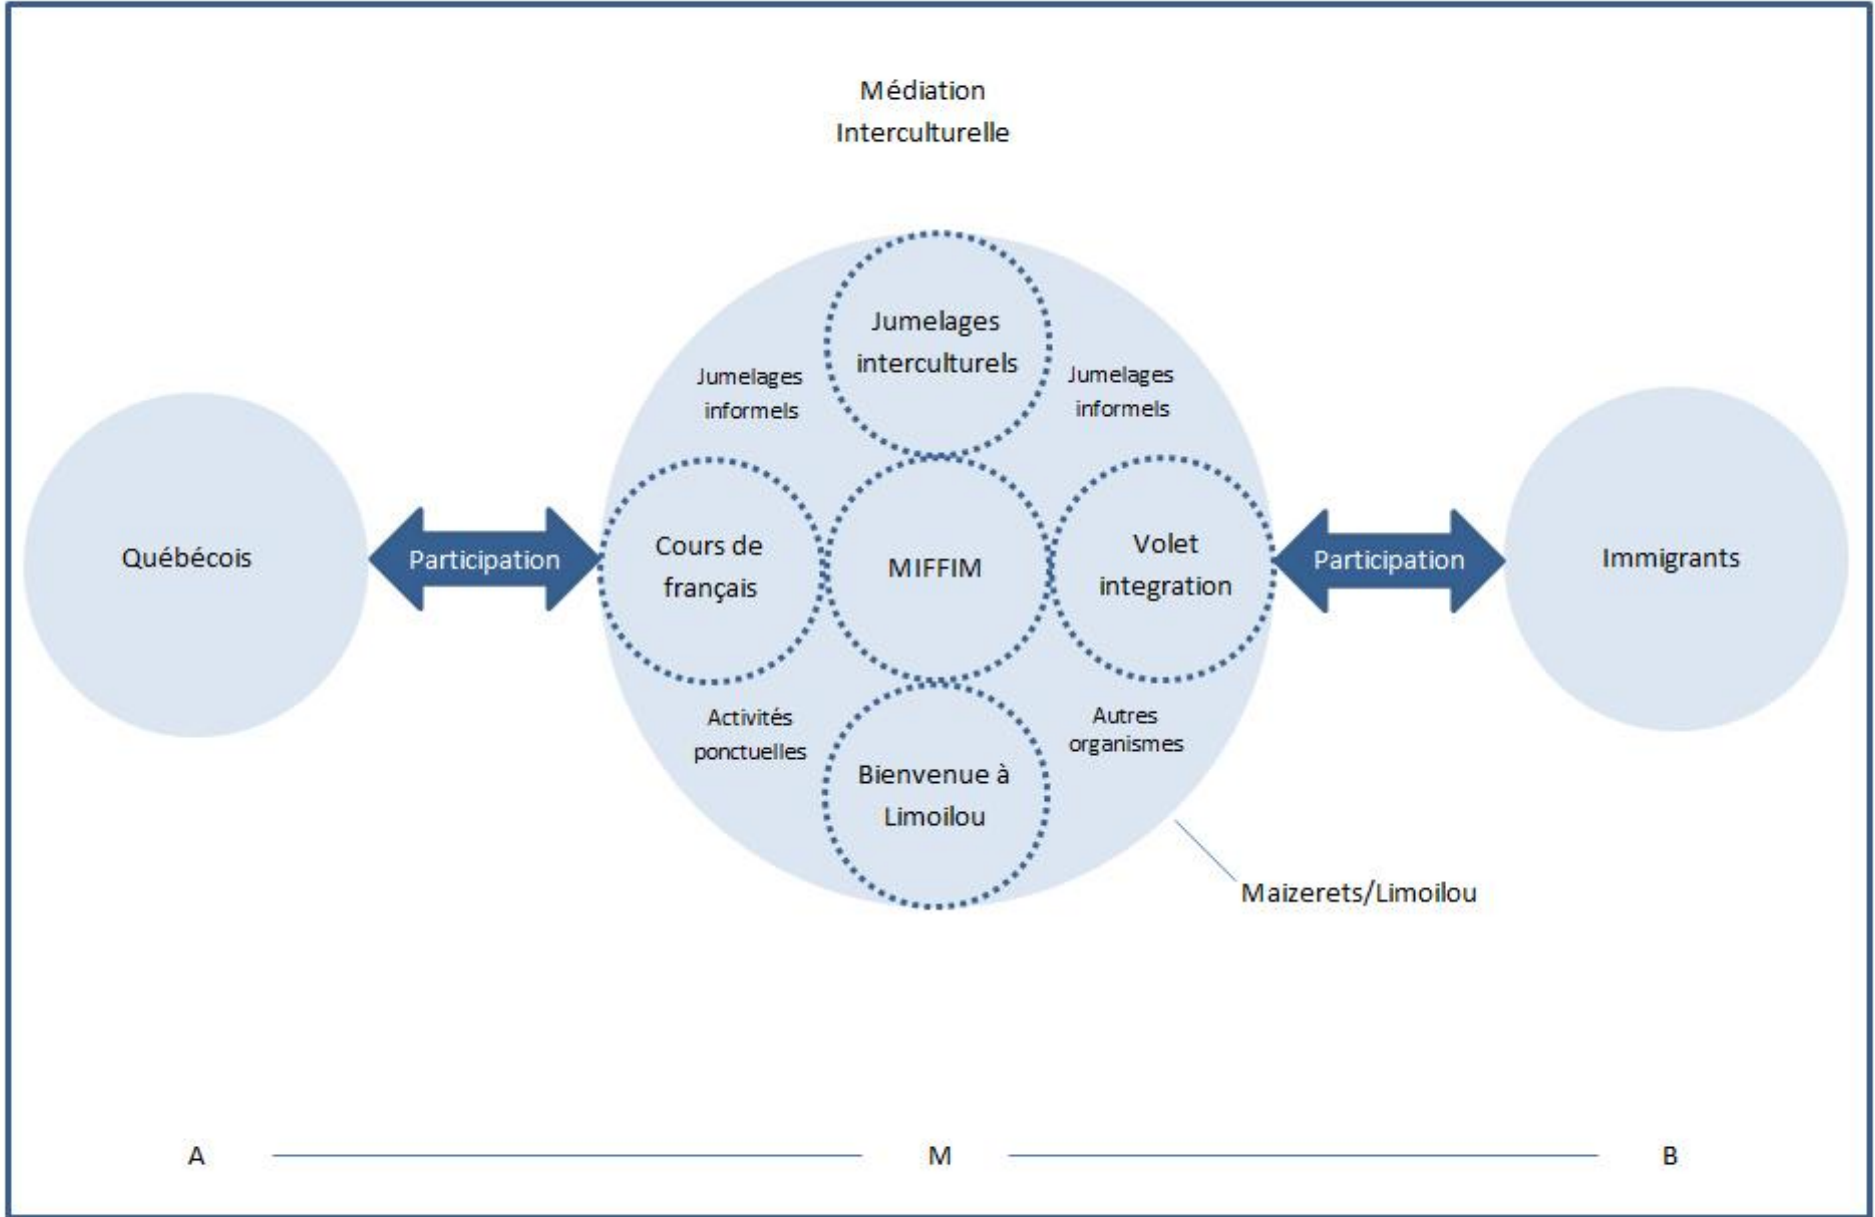 Médiation
Interculturelle
Jumelages
interculturels
Jumelages
informels
Jumelages
informels
Québécois
Participation
Cours de
français
MIFFIM
Volet
integration
Participation
Immigrants
Activités
ponctuelles
Autres
organismes
Bienvenue à
Limoilou
Maizerets/Limoilou
A
M
B